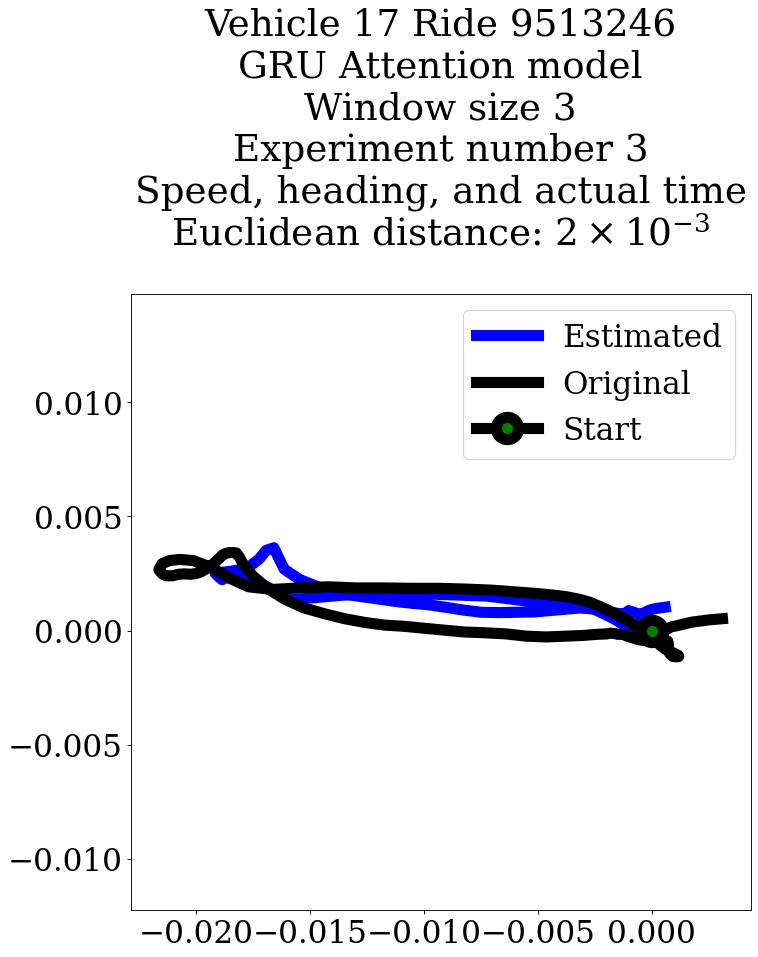 Vehicle 17 Ride 9513246
GRU Attention model
Window size 3
Experiment number 3
Speed, heading, and actual time
Euclidean distance: 2 × 10⁻³
Estimated
Original
Start
0.010
0.005
0.000
−0.005
−0.010
−0.020 −0.015 −0.010 −0.005 0.000